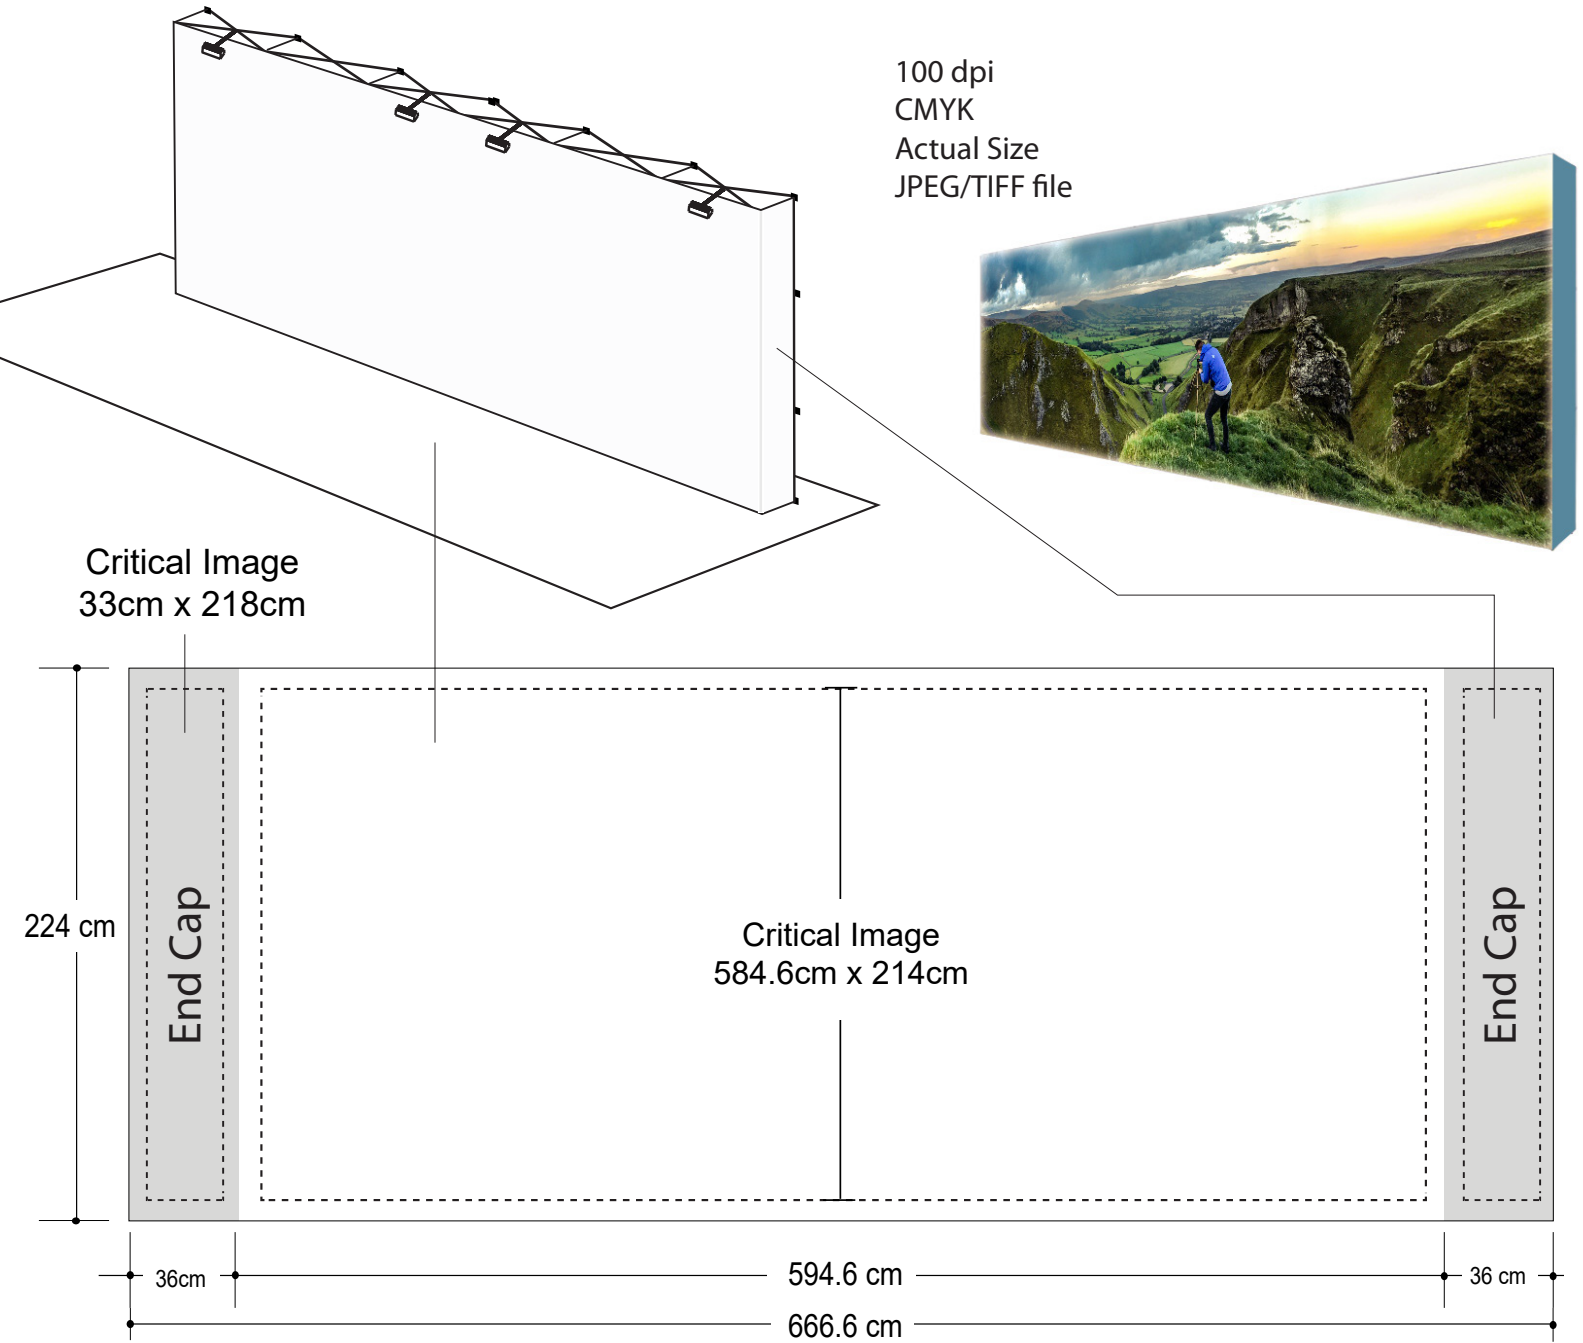 100 dpi
CMYK
Actual Size
JPEG/TIFF file
Critical Image
33cm x 218cm
224 cm
End Cap
Critical Image
584.6cm x 214cm
End Cap
36cm
594.6 cm
36 cm
666.6 cm